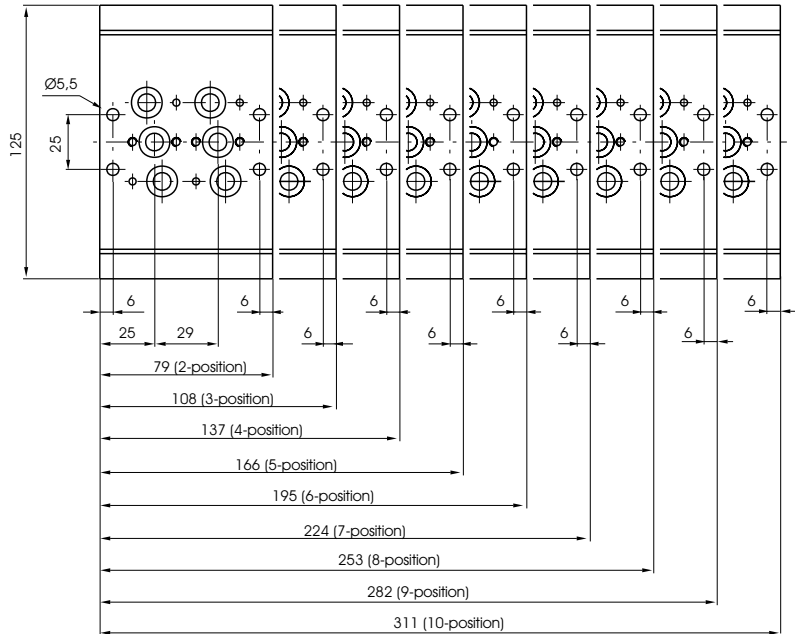 Ø5,5
125
25
6
6
6
6
6
6
25
29
6
6
6
6
79 (2-position)
108 (3-position)
137 (4-position)
166 (5-position)
195 (6-position)
224 (7-position)
253 (8-position)
282 (9-position)
311 (10-position)